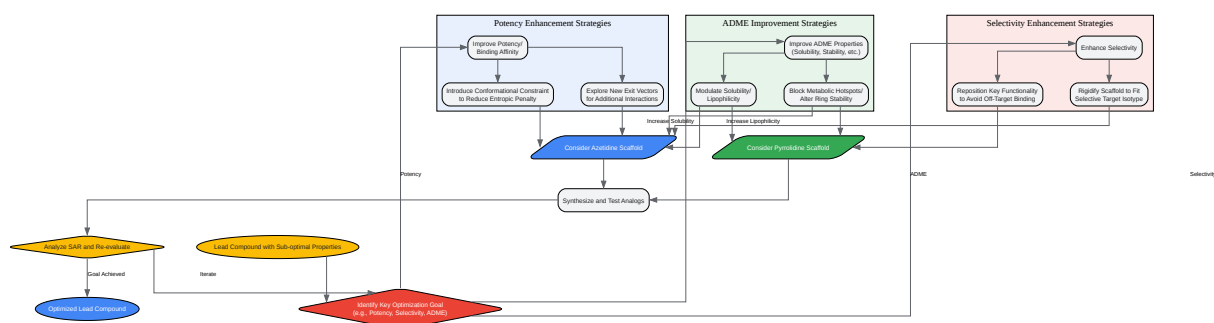 Potency Enhancement Strategies
ADME Improvement Strategies
Selectivity Enhancement Strategies
Improve Potency/
Binding Affinity
Improve ADME Properties
(Solubility, Stability, etc.)
Enhance Selectivity
Introduce Conformational Constraint
to Reduce Entropic Penalty
Explore New Exit Vectors
for Additional Interactions
Modulate Solubility/
Lipophilicity
Block Metabolic Hotspots/
Alter Ring Stability
Reposition Key Functionality
to Avoid Off-Target Binding
Rigidify Scaffold to Fit
Selective Target Isotype
Increase Solubility
Increase Lipophilicity
Consider Azetidine Scaffold
Consider Pyrrolidine Scaffold
Potency
ADME
Selectivity
Synthesize and Test Analogs
Analyze SAR and Re-evaluate
Lead Compound with Sub-optimal Properties
Goal Achieved
Iterate
Optimized Lead Compound
Identify Key Optimization Goal
(e.g., Potency, Selectivity, ADME)